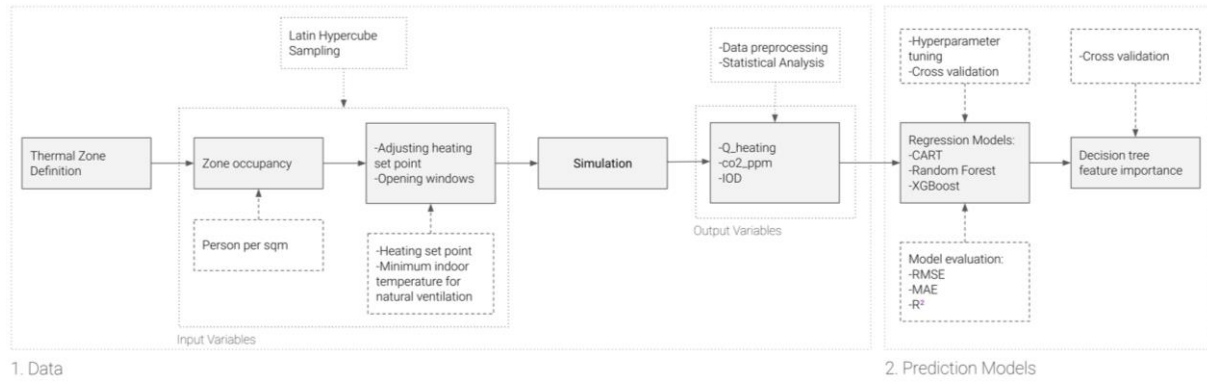 Latin Hypercube
Sampling
-Data preprocessing
-Statistical Analysis
-Hyperparameter
tuning
-Cross validation
-Cross validation
Thermal Zone
Definition
Zone occupancy
-Adjusting heating
set point
-Opening windows
Simulation
-Q_heating
-co2_ppm
-IOD
Regression Models:
-CART
-Random Forest
-XGBoost
Decision tree
feature importance
Person per sqm
-Heating set point
-Minimum indoor
temperature for
natural ventilation
Output Variables
Model evaluation:
-RMSE
-MAE
-R²
Input Variables
1. Data
2. Prediction Models